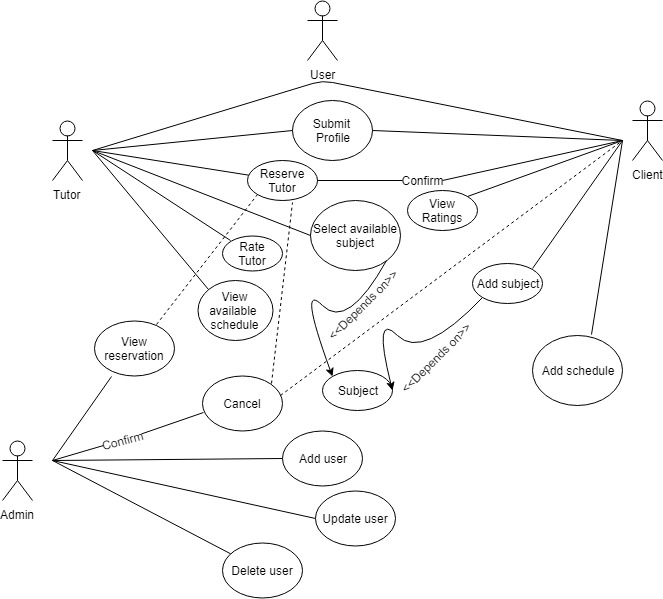 User
Submit
Profile
Tutor
Client
Reserve
Tutor
Confirm
View
Ratings
Select available
subject
Rate
Tutor
Add subject
View
available
schedule
<<Depends on>>
View
reservation
<<Depends on>>
Add schedule
Subject
Cancel
Confirm
Admin
Add user
Update user
Delete user